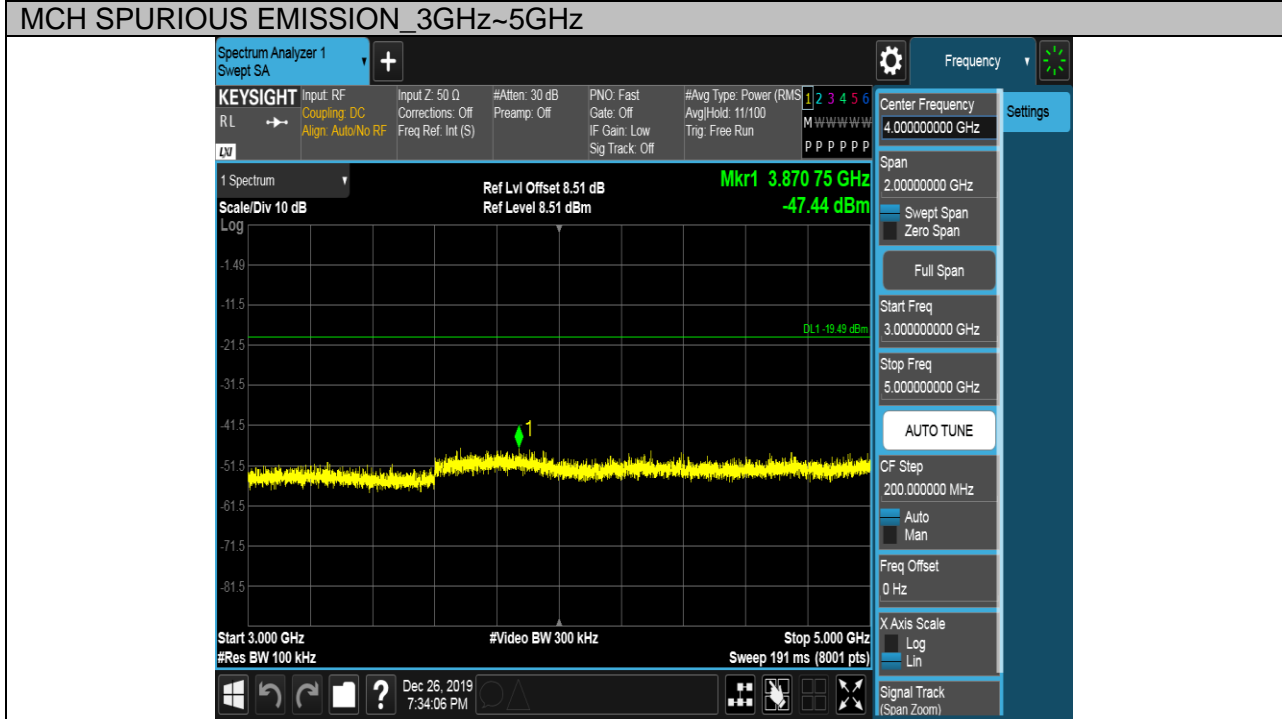 MCH SPURIOUS EMISSION_3GHz~5GHz
Spectrum Analyzer 1
Swept SA
Frequency
KEYSIGHT
RL
LXI
Input: RF
Coupling: DC
Align: Auto/No RF
Input Z: 50 Ω
Corrections: Off
Freq Ref: Int (S)
#Atten: 30 dB
Preamp: Off
PNO: Fast
Gate: Off
IF Gain: Low
Sig Track: Off
#Avg Type: Power (RMS
Avg|Hold: 11/100
Trig: Free Run
1 2 3 4 5 6
M W W W W W
P P P P P P
1 Spectrum
Scale/Div 10 dB
Log
Ref Lvl Offset 8.51 dB
Ref Level 8.51 dBm
Mkr1 3.870 75 GHz
-47.44 dBm
-1.49
-11.5
DL1 -19.49 dBm
-21.5
-31.5
-41.5
1
-51.5
-61.5
-71.5
-81.5
Start 3.000 GHz
#Res BW 100 kHz
#Video BW 300 kHz
Stop 5.000 GHz
Sweep 191 ms (8001 pts)
Center Frequency
4.000000000 GHz
Span
2.00000000 GHz
Swept Span
Zero Span
Full Span
Start Freq
3.000000000 GHz
Stop Freq
5.000000000 GHz
AUTO TUNE
CF Step
200.000000 MHz
Auto
Man
Freq Offset
0 Hz
X Axis Scale
Log
Lin
Signal Track
(Span Zoom)
Settings
?
Dec 26, 2019
7:34:06 PM